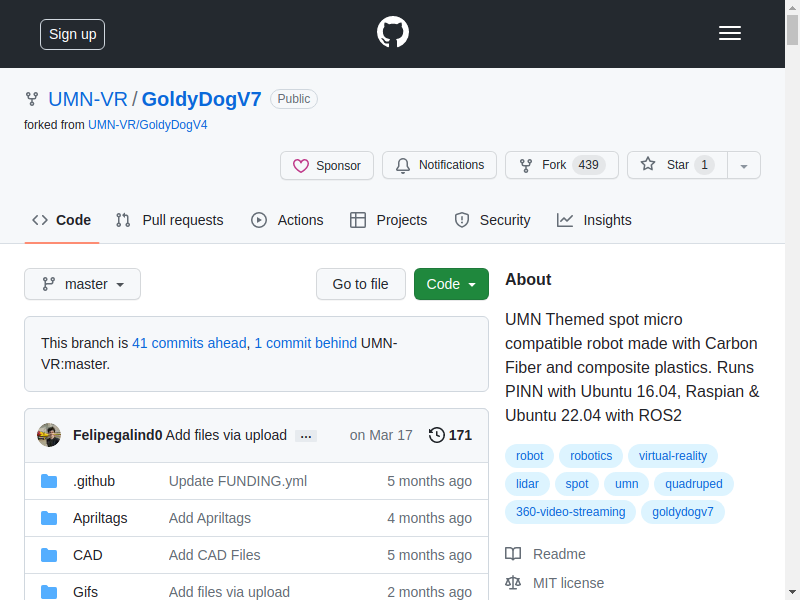 Sign up
UMN-VR / GoldyDogV7 Public
forked from UMN-VR/GoldyDogV4
Sponsor Notifications Fork 439 Star 1
Code Pull requests Actions Projects Security Insights
master Go to file Code
This branch is 41 commits ahead, 1 commit behind UMN-
VR:master.
Felipegalind0 Add files via upload ... on Mar 17 171
.github Update FUNDING.yml 5 months ago
Apriltags Add Apriltags 4 months ago
CAD Add CAD Files 5 months ago
Gifs Add files via upload 2 months ago
About
UMN Themed spot micro
compatible robot made with Carbon
Fiber and composite plastics. Runs
PINN with Ubuntu 16.04, Raspian &
Ubuntu 22.04 with ROS2
robot robotics virtual-reality
lidar spot umn quadruped
360-video-streaming goldydogv7
Readme
MIT license